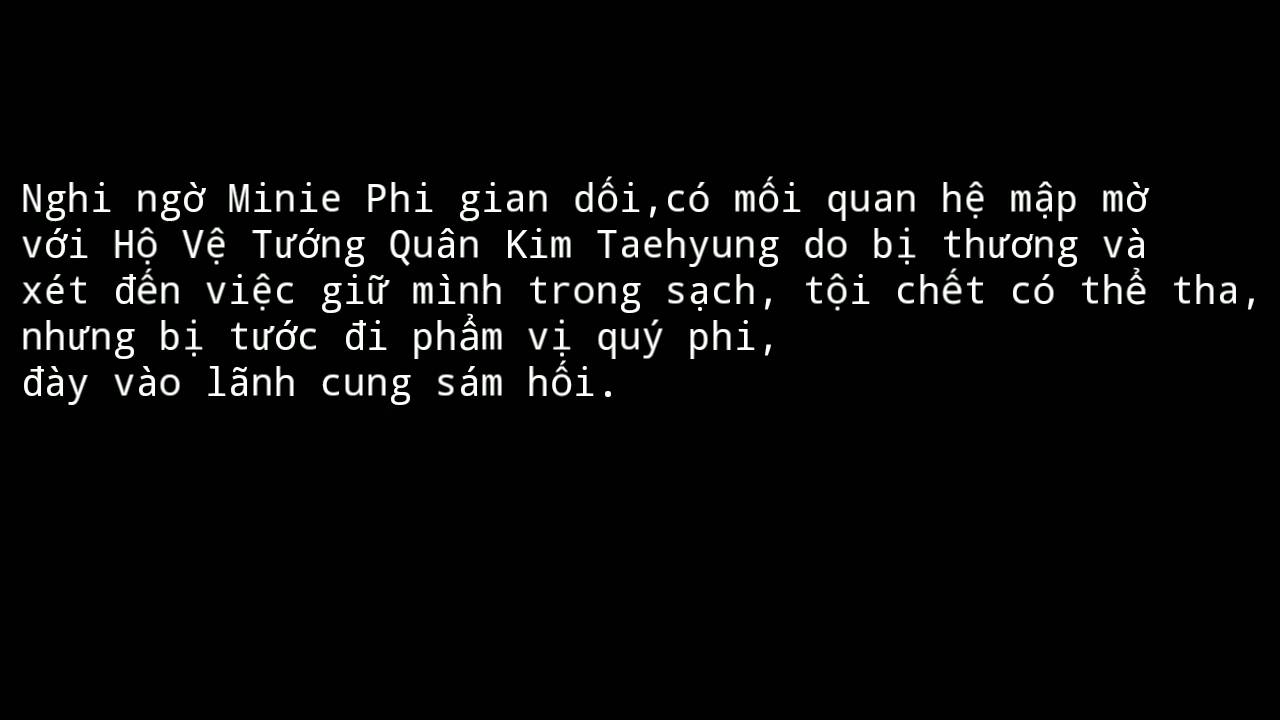 Nghi ngờ Minie Phi gian dối,có mối quan hệ mập mờ
với Hộ Vệ Tướng Quân Kim Taehyung do bị thương và
xét đến việc giữ mình trong sạch, tội chết có thể tha,
nhưng bị tước đi phẩm vị quý phi,
đày vào lãnh cung sám hối.